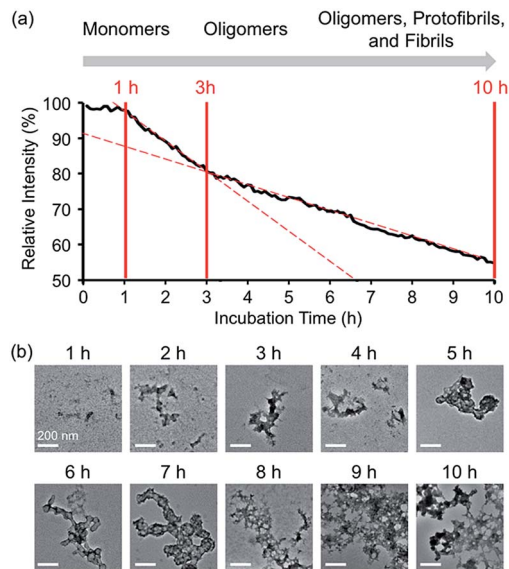 (a)
Monomers
Oligomers
Oligomers, Protofibrils,
and Fibrils
1 h
3h
10 h
Relative Intensity (%)
100
90
80
70
60
50
0 1 2 3 4 5 6 7 8 9 10
Incubation Time (h)
(b)
1 h 2 h 3 h 4 h 5 h
200 nm
6 h 7 h 8 h 9 h 10 h